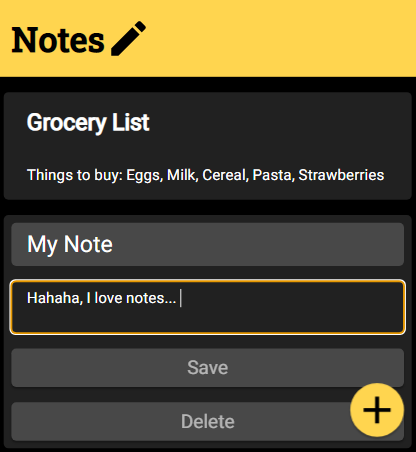 Notes
Grocery List
Things to buy: Eggs, Milk, Cereal, Pasta, Strawberries
My Note
Hahaha, I love notes...
Save
Delete